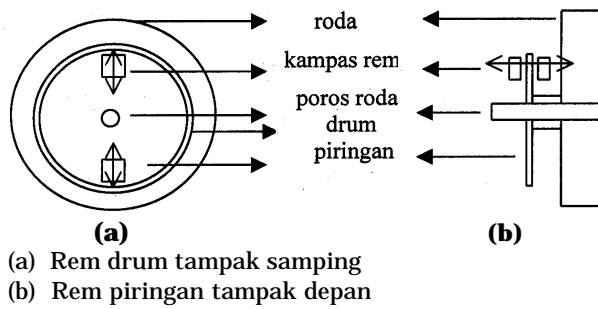 roda
kampas rem
poros roda
drum
piringan
(a)
(b)
(a) Rem drum tampak samping
(b) Rem piringan tampak depan